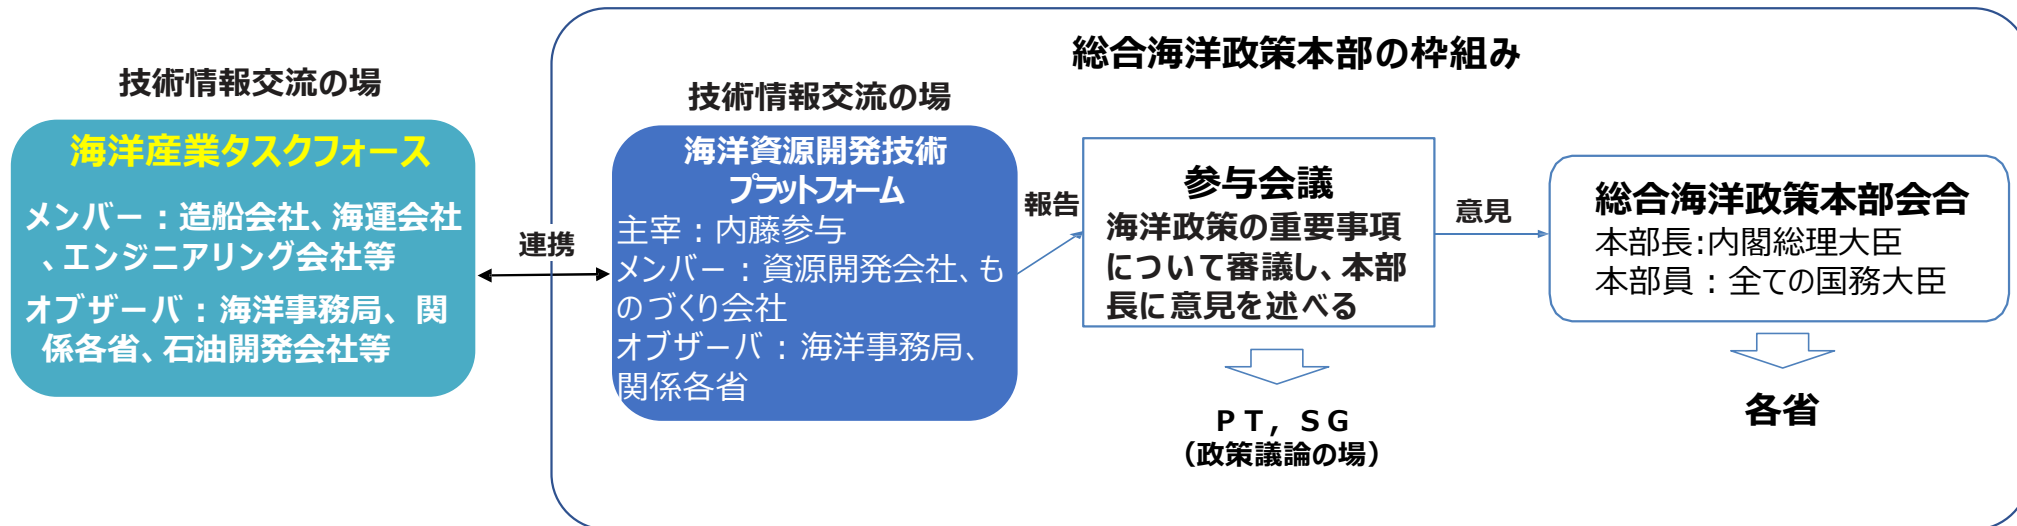 総合海洋政策本部の枠組み
技術情報交流の場
海洋産業タスクフォース
メンバー：造船会社、海運会社
、エンジニアリング会社等
オブザーバ：海洋事務局、関
係各省、石油開発会社等
連携
技術情報交流の場
海洋資源開発技術
プラットフォーム
主宰：内藤参与
メンバー：資源開発会社、も
のづくり会社
オブザーバ：海洋事務局、
関係各省
報告
参与会議
海洋政策の重要事項
について審議し、本部
長に意見を述べる
ＰＴ，ＳＧ
（政策議論の場）
意見
総合海洋政策本部会合
本部長:内閣総理大臣
本部員：全ての国務大臣
各省